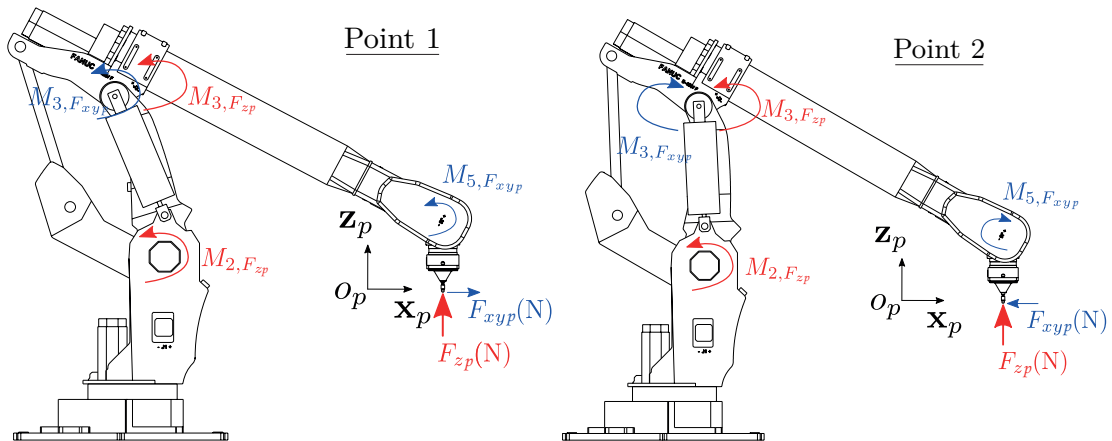 Point 1
FANUC
M3,Fxyp
M3,Fzp
M5,Fxyp
zp
M2,Fzp
Op
xp
Fxyp(N)
Fzp(N)
Point 2
FANUC
M3,Fzp
M3,Fxyp
M5,Fxyp
zp
M2,Fzp
Op
xp
Fxyp(N)
Fzp(N)